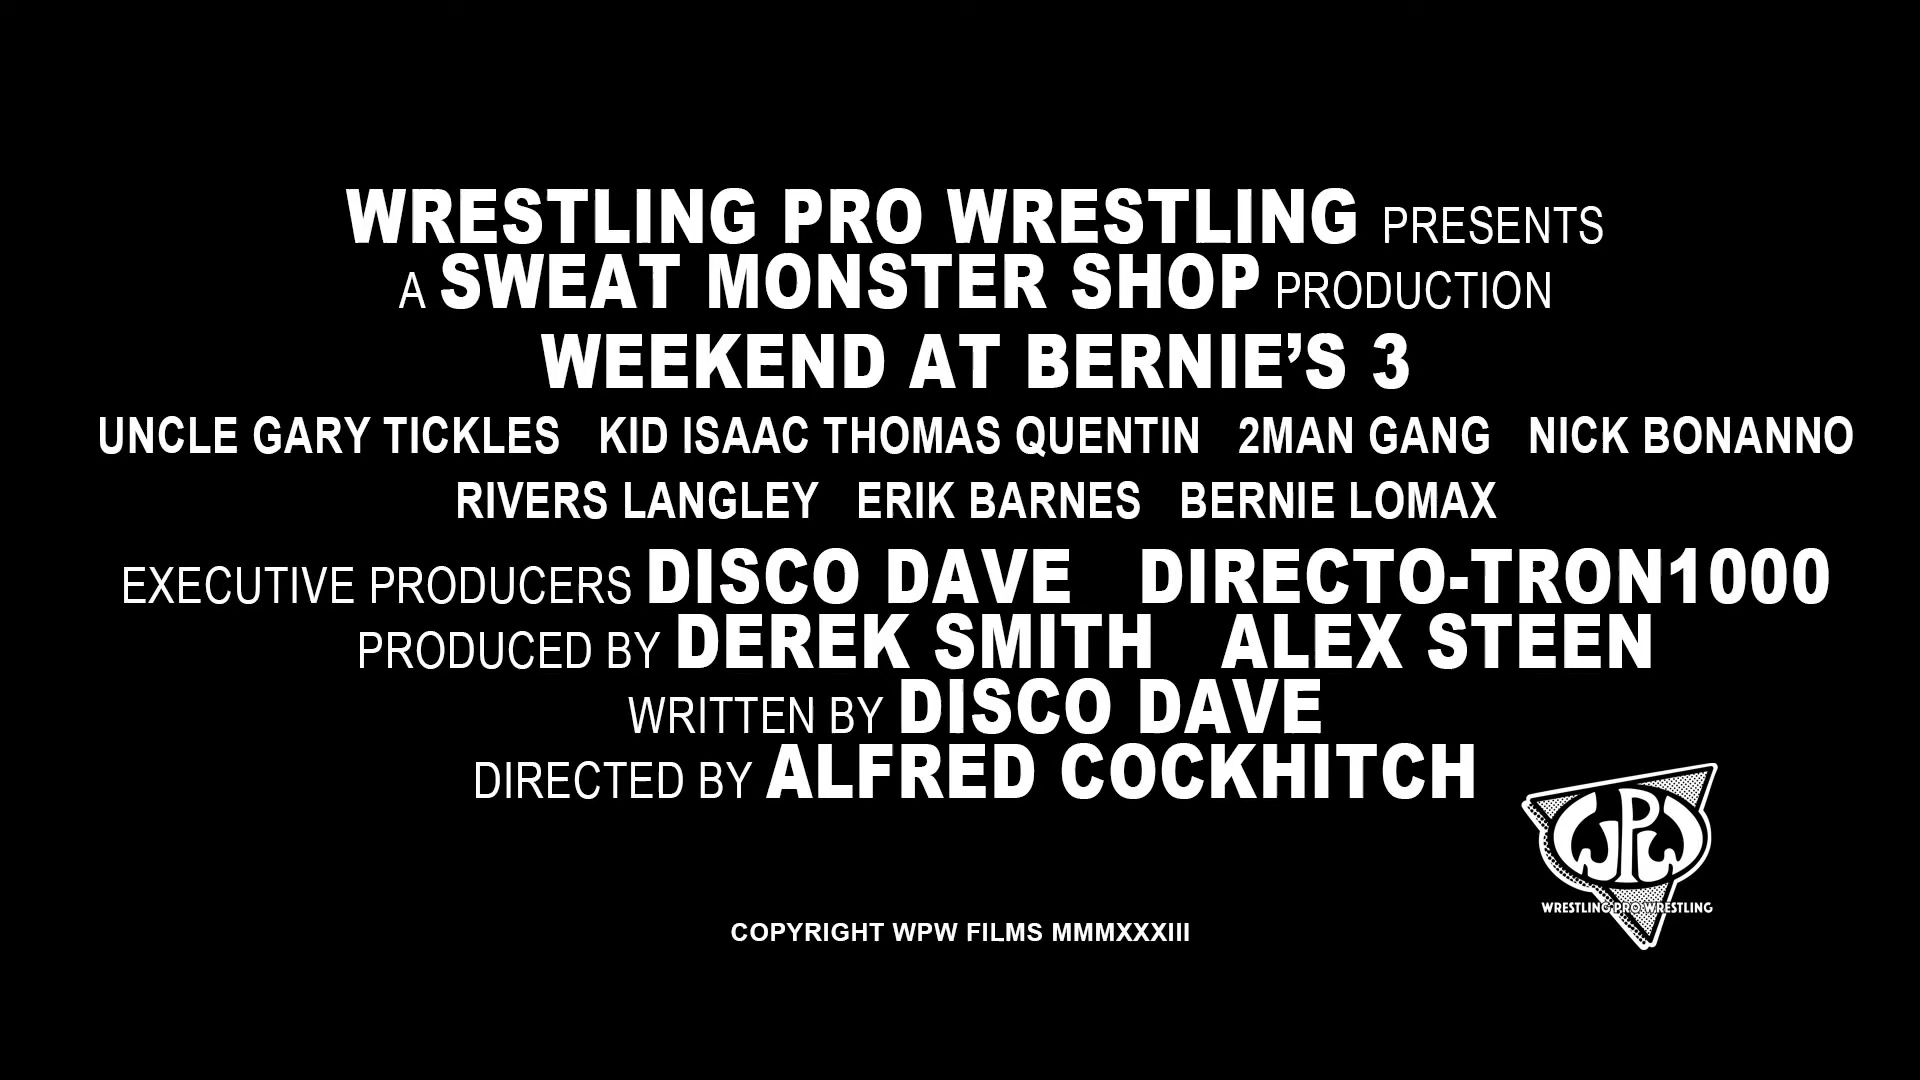 WRESTLING PRO WRESTLING PRESENTS
A SWEAT MONSTER SHOP PRODUCTION
WEEKEND AT BERNIE’S 3
UNCLE GARY TICKLES KID ISAAC THOMAS QUENTIN 2MAN GANG NICK BONANNO
RIVERS LANGLEY ERIK BARNES BERNIE LOMAX
EXECUTIVE PRODUCERS DISCO DAVE DIRECTO-TRON1000
PRODUCED BY DEREK SMITH ALEX STEEN
WRITTEN BY DISCO DAVE
DIRECTED BY ALFRED COCKHITCH
WPW
WRESTLING PRO WRESTLING
COPYRIGHT WPW FILMS MMMXXXIII